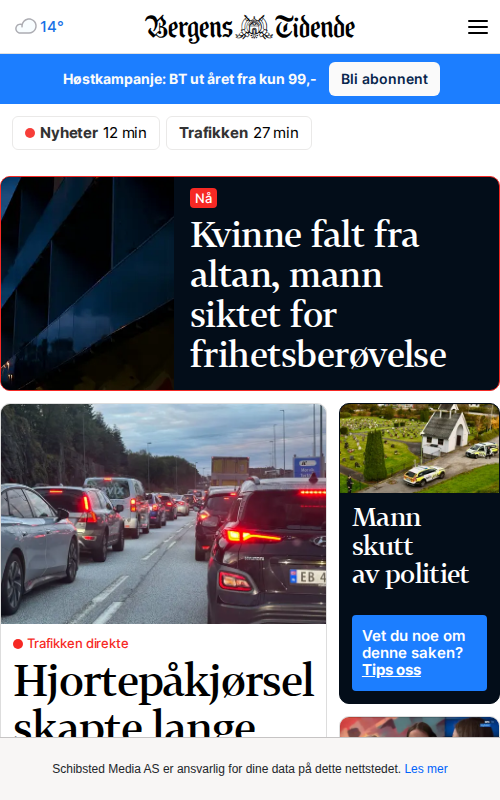 14°
Bergens Tidende
Høstkampanje: BT ut året fra kun 99,-
Bli abonnent
Nyheter 12 min
Trafikken 27 min
Nå
Kvinne falt fra
altan, mann
siktet for
frihetsberøvelse
EB 4
Trafikken direkte
Hjortepåkjørsel
skapte lange
Mann
skutt
av politiet
Vet du noe om
denne saken?
Tips oss
Schibsted Media AS er ansvarlig for dine data på dette nettstedet. Les mer